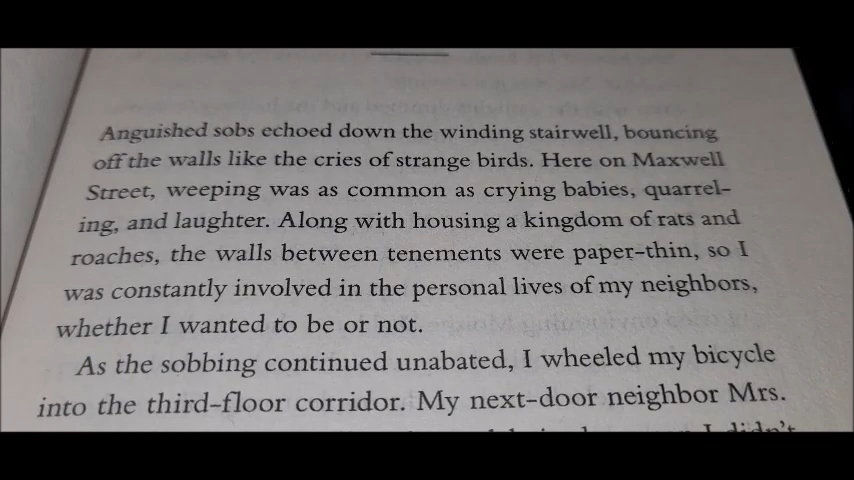 Anguished sobs echoed down the winding stairwell, bouncing
off the walls like the cries of strange birds. Here on Maxwell
Street, weeping was as common as crying babies, quarrel-
ing, and laughter. Along with housing a kingdom of rats and
roaches, the walls between tenements were paper-thin, so I
was constantly involved in the personal lives of my neighbors,
whether I wanted to be or not.
As the sobbing continued unabated, I wheeled my bicycle
into the third-floor corridor. My next-door neighbor Mrs.
I didn't